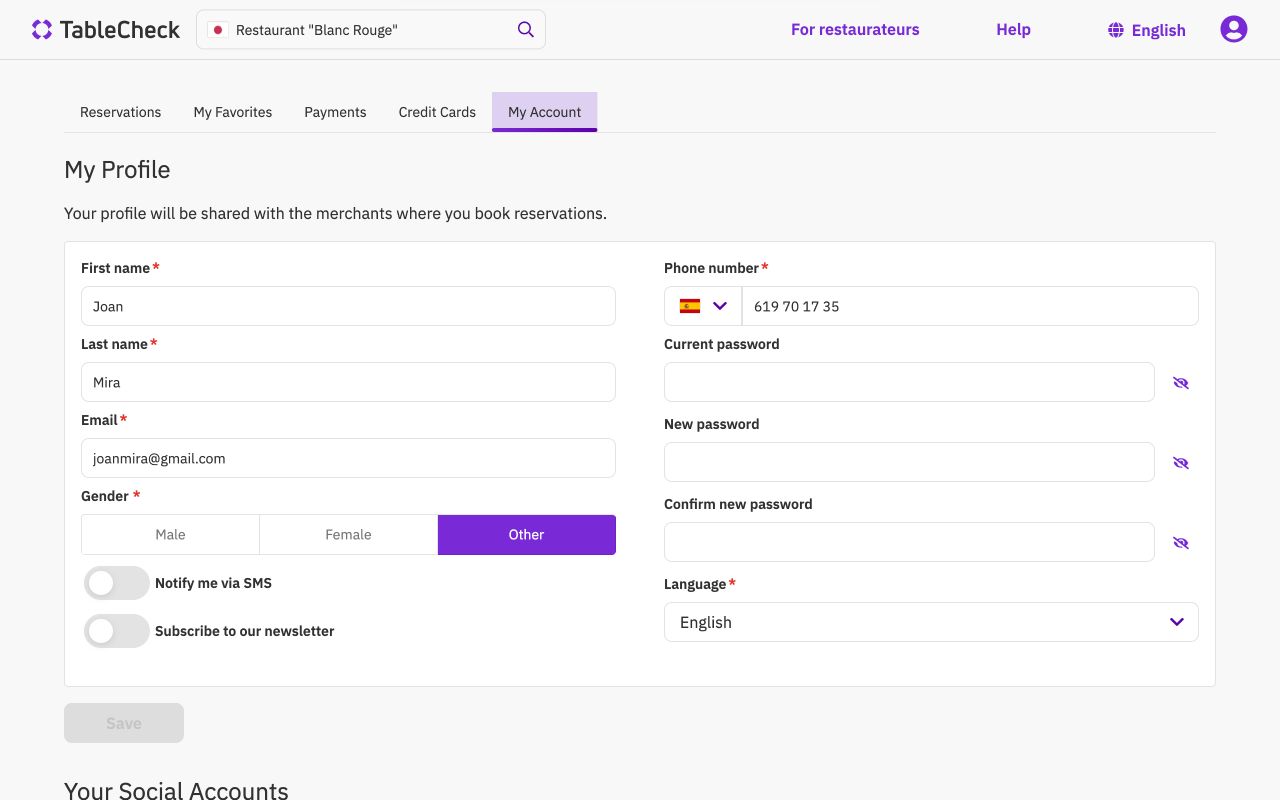 TableCheck
Restaurant "Blanc Rouge"
For restaurateurs
Help
English
Reservations
My Favorites
Payments
Credit Cards
My Account
My Profile
Your profile will be shared with the merchants where you book reservations.
First name*
Joan
Last name*
Mira
Email*
joanmira@gmail.com
Gender *
Male
Female
Other
Notify me via SMS
Subscribe to our newsletter
Phone number*
619 70 17 35
Current password
New password
Confirm new password
Language*
English
Save
Your Social Accounts